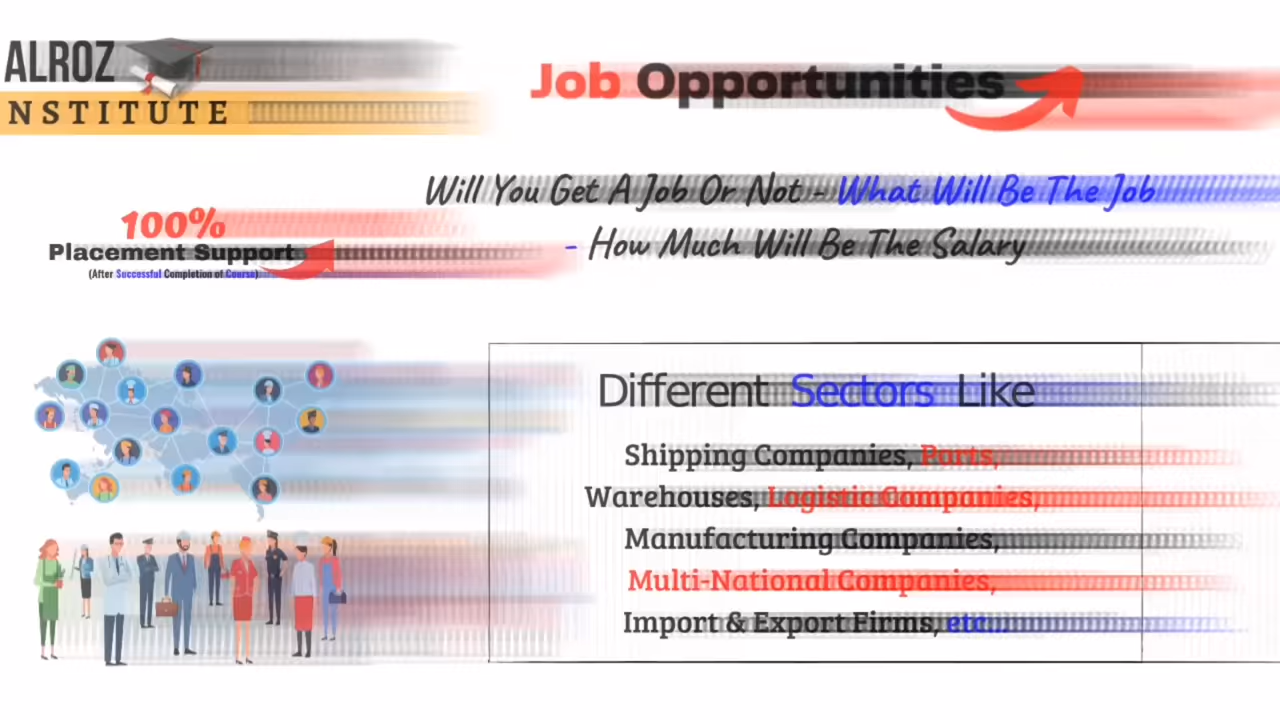 ALROZ
NSTITUTE
Job Opportunities
Will You Get A Job Or Not - What Will Be The Job
- How Much Will Be The Salary
100%
Placement Support
(After Successful Completion of Course)
Different Sectors Like
Shipping Companies, Ports,
Warehouses, Logistic Companies,
Manufacturing Companies,
Multi-National Companies,
Import & Export Firms, etc...